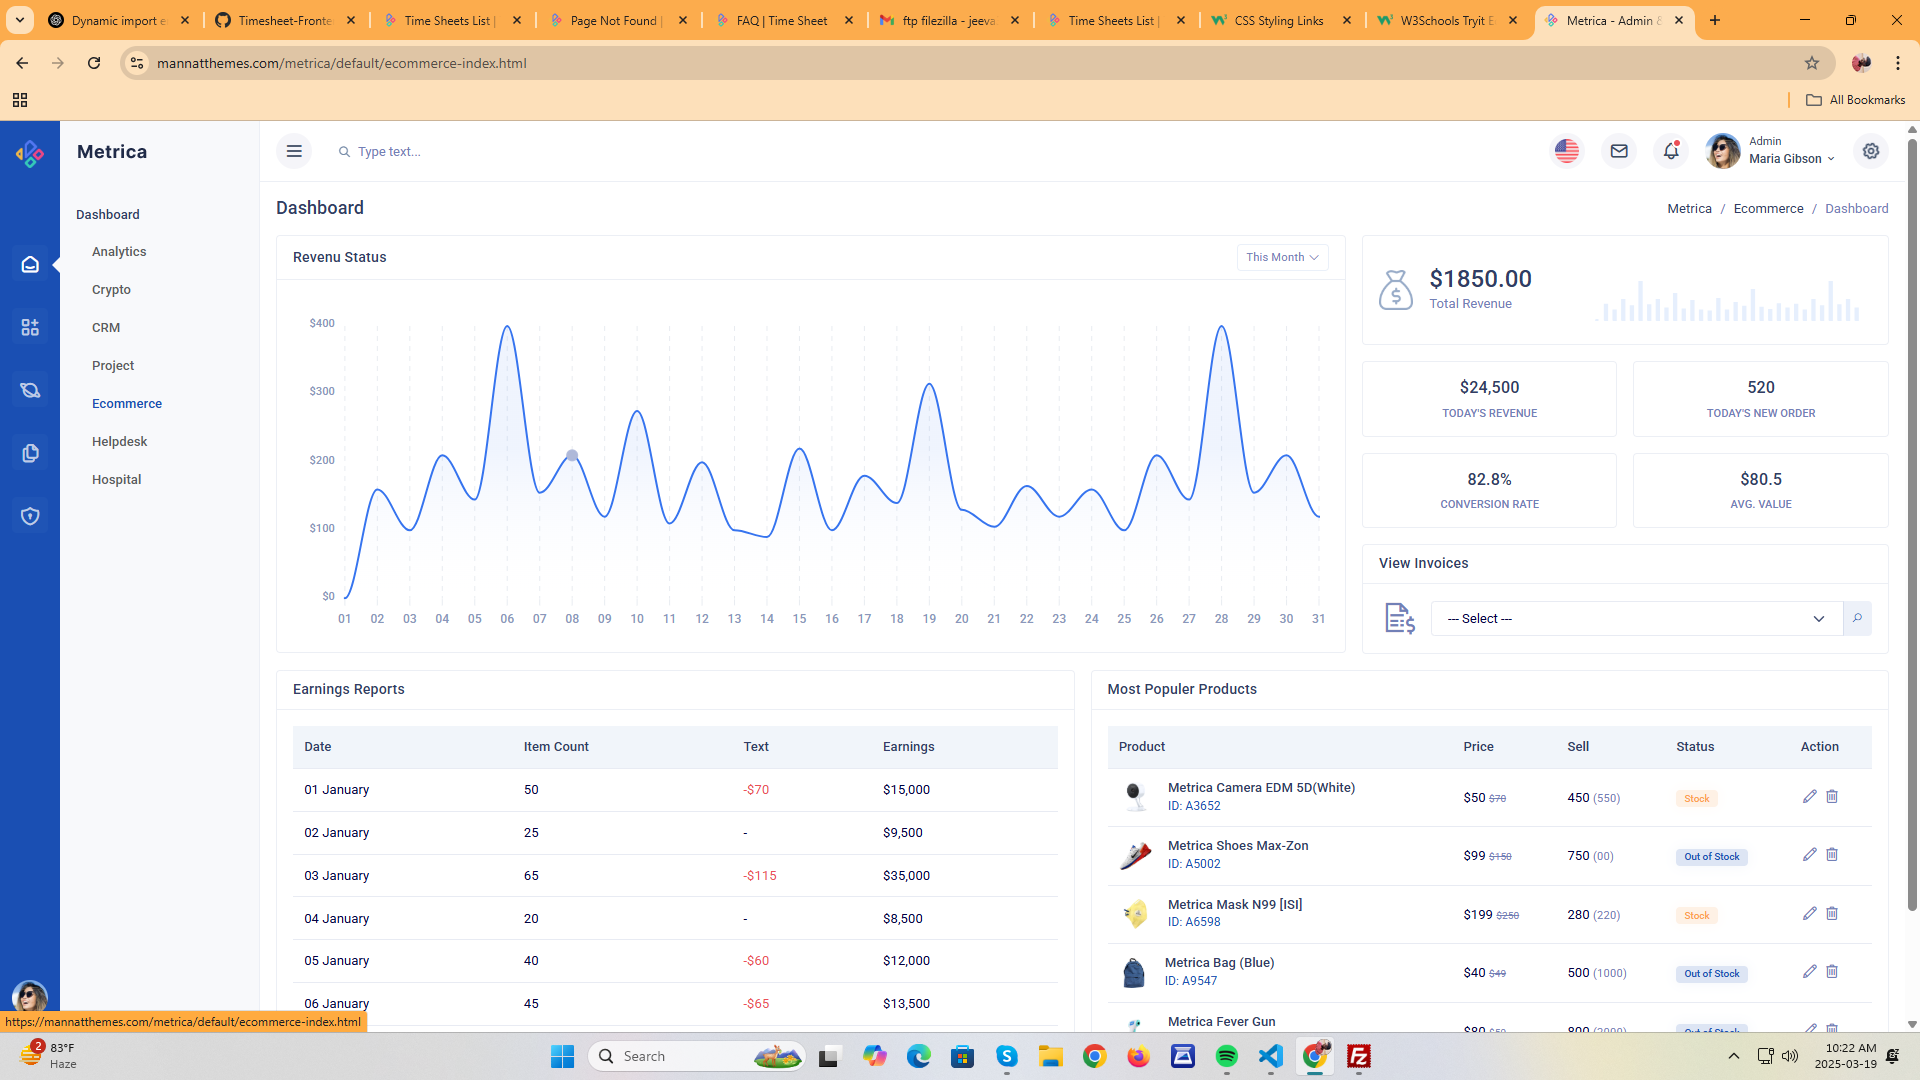 Dynamic import e
Timesheet-Fronte
Time Sheets List |
Page Not Found |
FAQ | Time Sheet
ftp filezilla - jeeva
Time Sheets List |
CSS Styling Links
W3Schools Tryit E
Metrica - Admin &
mannatthemes.com/metrica/default/ecommerce-index.html
All Bookmarks
Metrica
Type text...
Admin
Maria Gibson
Dashboard
Analytics
Crypto
CRM
Project
Ecommerce
Helpdesk
Hospital
Dashboard
Metrica / Ecommerce / Dashboard
Revenu Status
This Month
$400
$300
$200
$100
$0
01 02 03 04 05 06 07 08 09 10 11 12 13 14 15 16 17 18 19 20 21 22 23 24 25 26 27 28 29 30 31
$1850.00
Total Revenue
$24,500
TODAY'S REVENUE
520
TODAY'S NEW ORDER
82.8%
CONVERSION RATE
$80.5
AVG. VALUE
View Invoices
--- Select ---
Earnings Reports
Date Item Count Text Earnings
01 January 50 -$70 $15,000
02 January 25 - $9,500
03 January 65 -$115 $35,000
04 January 20 - $8,500
05 January 40 -$60 $12,000
06 January 45 -$65 $13,500
Most Populer Products
Product Price Sell Status Action
Metrica Camera EDM 5D(White)
ID: A3652
$50 $70 450 (550) Stock
Metrica Shoes Max-Zon
ID: A5002
$99 $150 750 (00) Out of Stock
Metrica Mask N99 [ISI]
ID: A6598
$199 $250 280 (220) Stock
Metrica Bag (Blue)
ID: A9547
$40 $49 500 (1000) Out of Stock
Metrica Fever Gun
$80 $59 800 (2000) Out of Stock
https://mannatthemes.com/metrica/default/ecommerce-index.html
2
83°F
Haze
Search
10:22 AM
2025-03-19